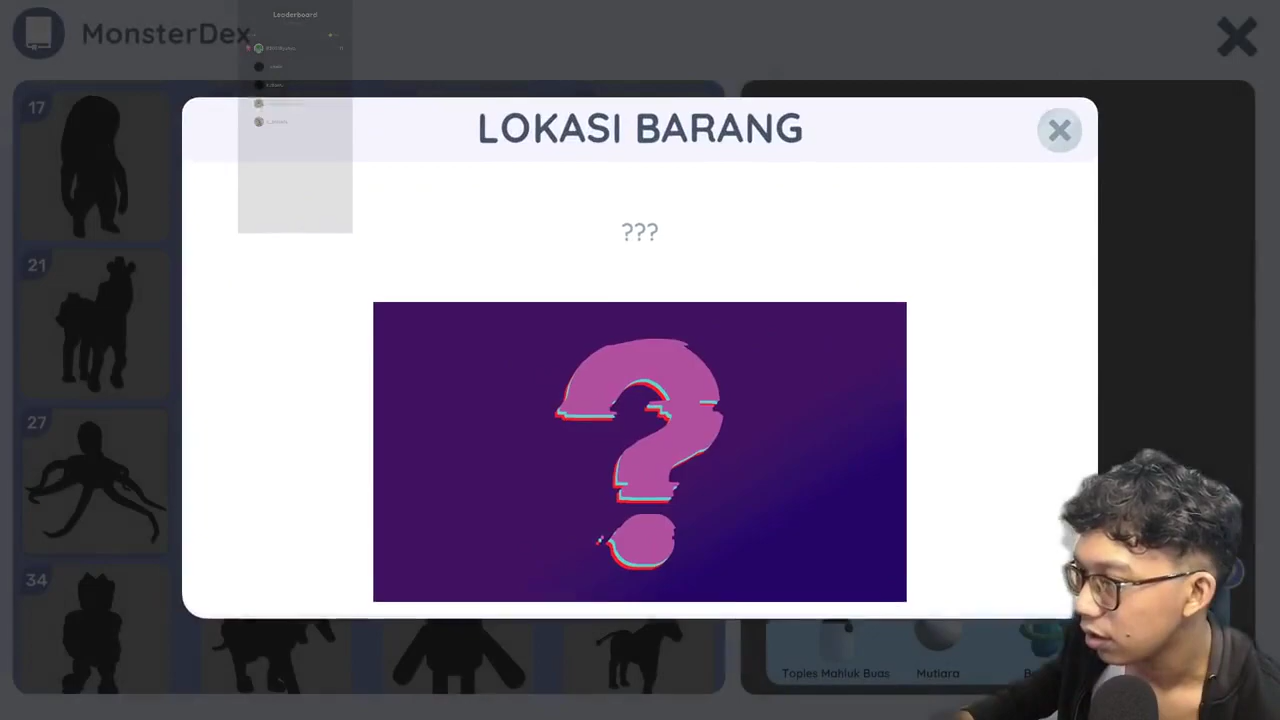 MonsterDex
Leaderboard
LOKASI BARANG
???
17
21
27
34
Toples Mahluk Buas
Mutiara